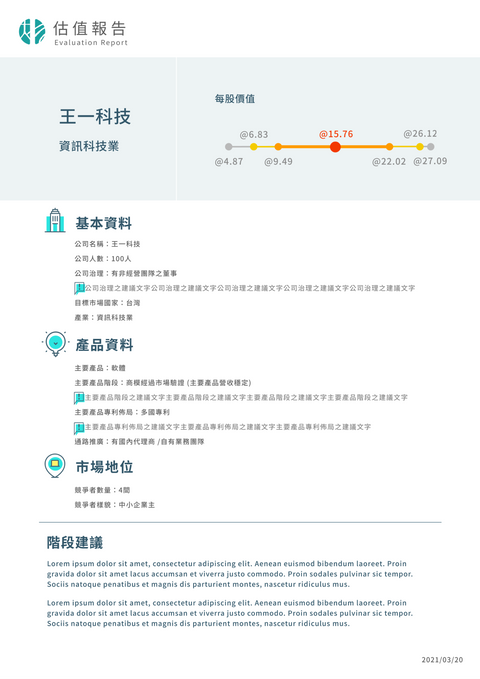 估值報告
Evaluation Report
王一科技
資訊科技業
每股價值
@6.83
@15.76
@26.12
@4.87
@9.49
@22.02
@27.09
基本資料
公司名稱：王一科技
公司人數：100人
公司治理：有非經營團隊之董事
公司治理之建議文字公司治理之建議文字公司治理之建議文字公司治理之建議文字公司治理之建議文字
目標市場國家：台灣
產業：資訊科技業
產品資料
主要產品：軟體
主要產品階段：商模經過市場驗證 (主要產品營收穩定)
主要產品階段之建議文字主要產品階段之建議文字主要產品階段之建議文字主要產品階段之建議文字
主要產品專利佈局：多國專利
主要產品專利佈局之建議文字主要產品專利佈局之建議文字主要產品專利佈局之建議文字
通路推廣：有國內代理商 /自有業務團隊
市場地位
競爭者數量：4間
競爭者樣貌：中小企業主
階段建議
Lorem ipsum dolor sit amet, consectetur adipiscing elit. Aenean euismod bibendum laoreet. Proin
gravida dolor sit amet lacus accumsan et viverra justo commodo. Proin sodales pulvinar sic tempor.
Sociis natoque penatibus et magnis dis parturient montes, nascetur ridiculus mus.
Lorem ipsum dolor sit amet, consectetur adipiscing elit. Aenean euismod bibendum laoreet. Proin
gravida dolor sit amet lacus accumsan et viverra justo commodo. Proin sodales pulvinar sic tempor.
Sociis natoque penatibus et magnis dis parturient montes, nascetur ridiculus mus.
2021/03/20